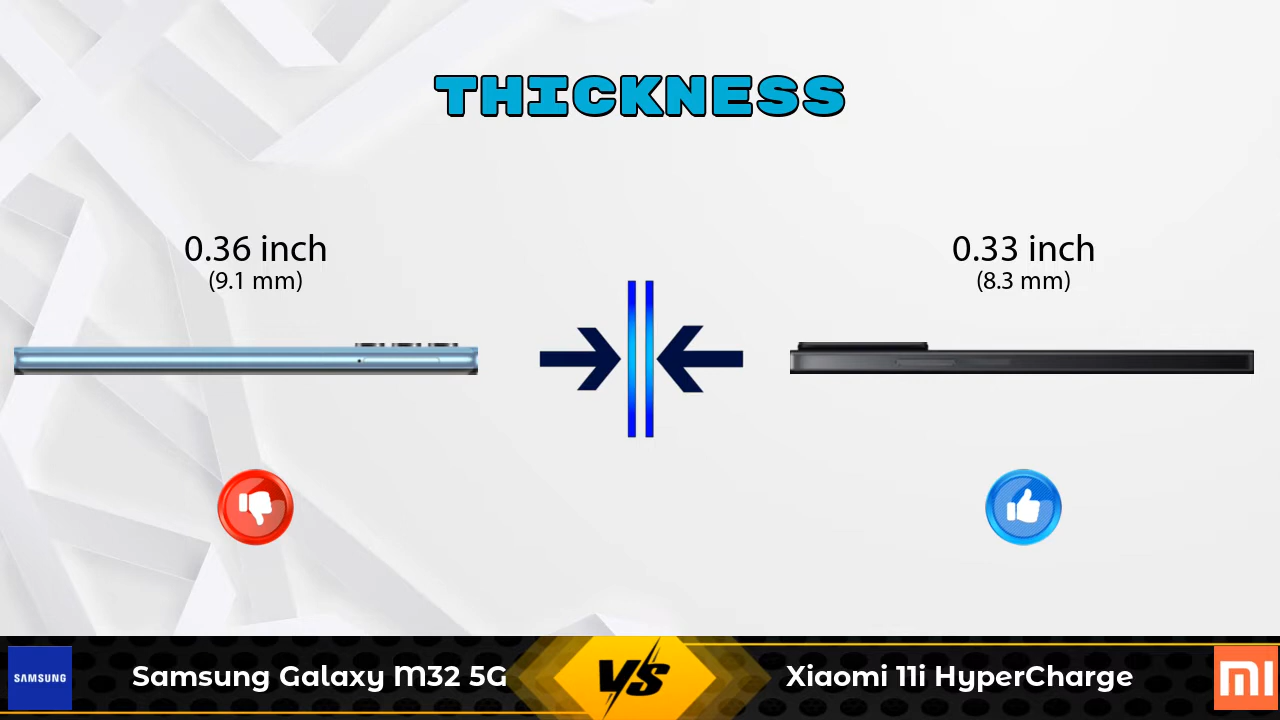 THICKNESS
0.36 inch
(9.1 mm)
0.33 inch
(8.3 mm)
SAMSUNG
Samsung Galaxy M32 5G
VS
Xiaomi 11i HyperCharge
MI